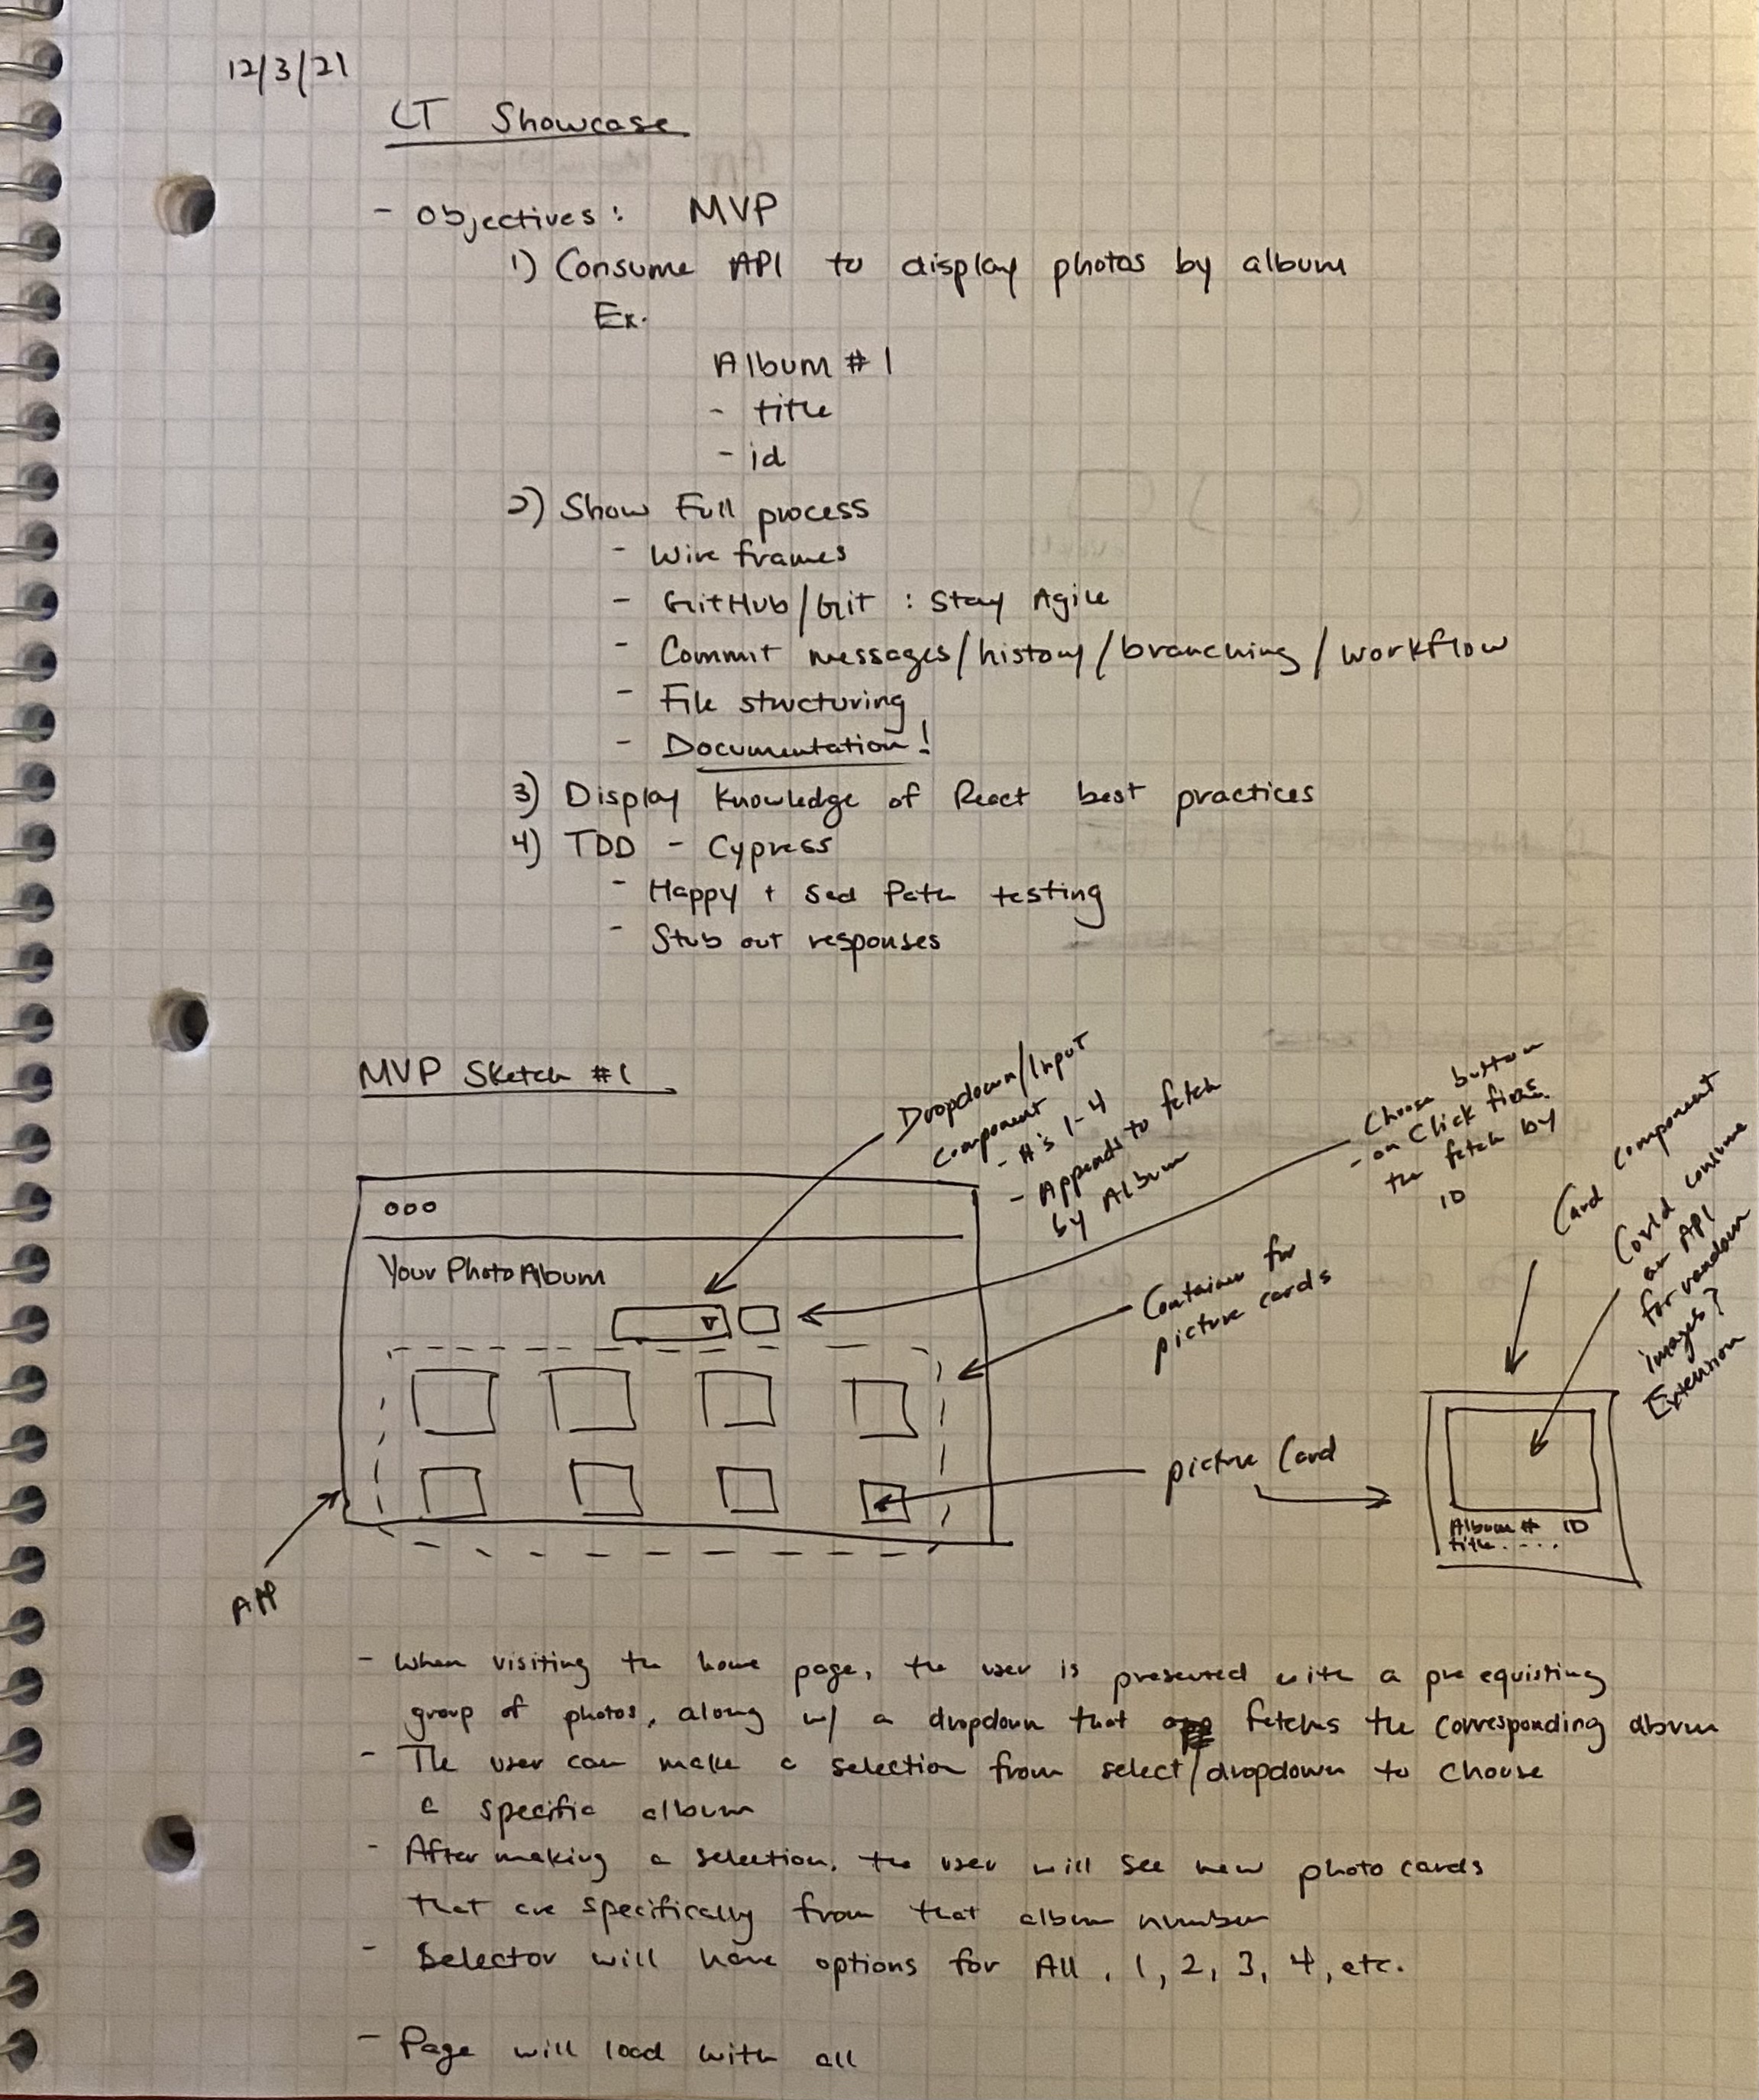 12/3/21
LT Showcase
- Objectives: MVP
1) Consume API to display photos by album
Ex.
Album # 1
- title
- id
2) Show Full process
- Wire frames
- GitHub/Git : Stay Agile
- Commit messages/history/branching/workflow
- File structuring
- Documentation!
3) Display Knowledge of React best practices
4) TDD - Cypress
- Happy + Sad Path testing
- Stub out responses
MVP Sketch #1
Dropdown/Input
Component
- #'s 1-4
- Appends to fetch
by Album
Choose button
- on Click fires
the fetch by
ID
Card component
Could consume
an API
for random
images?
Extension
ooo
Your Photo Album
Container for
picture cards
picture Card
Album # ID
title. - - .
APP
- When visiting the home page, the user is presented with a pre equisting
group of photos, along w/ a dropdown that fetches the corresponding album
- The user can make a selection from select/dropdown to choose
a specific album
- After making a selection, the user will see new photo cards
that are specifically from that album number
- Selector will have options for All, 1, 2, 3, 4, etc.
- Page will load with all